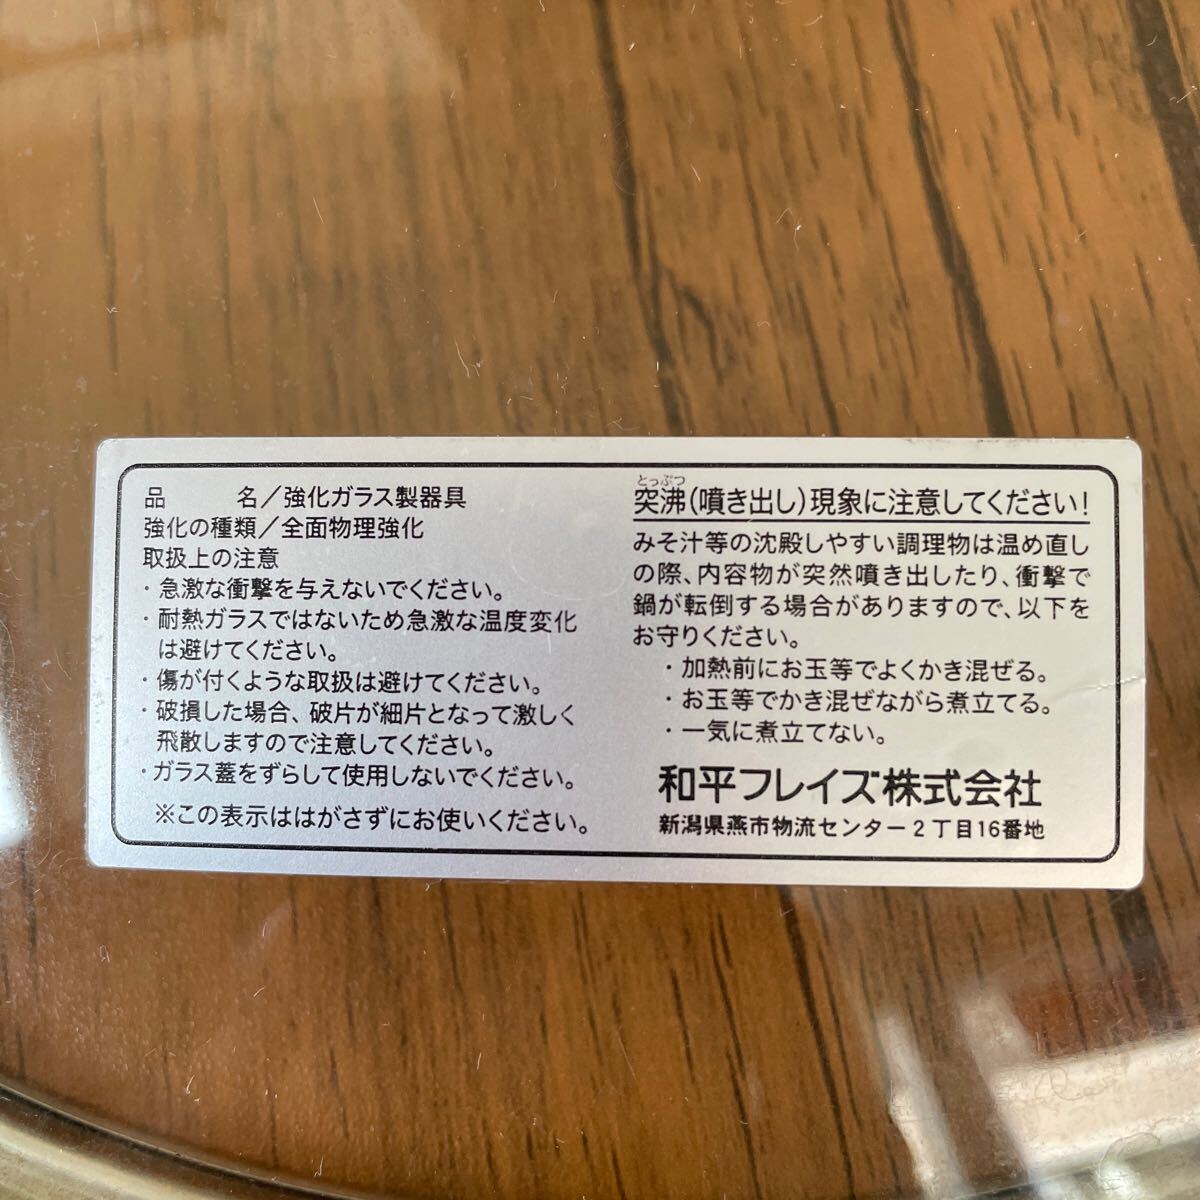 品　　　名／強化ガラス製器具
強化の種類／全面物理強化
取扱上の注意
・急激な衝撃を与えないでください。
・耐熱ガラスではないため急激な温度変化
は避けてください。
・傷が付くような取扱は避けてください。
・破損した場合、破片が細片となって激しく
飛散しますので注意してください。
・ガラス蓋をずらして使用しないでください。
※この表示ははがさずにお使いください。
とっぷつ
突沸(噴き出し)現象に注意してください!
みそ汁等の沈殿しやすい調理物は温め直し
の際、内容物が突然噴き出したり、衝撃で
鍋が転倒する場合がありますので、以下を
お守りください。
・加熱前にお玉等でよくかき混ぜる。
・お玉等でかき混ぜながら煮立てる。
・一気に煮立てない。
和平フレイズ株式会社
新潟県燕市物流センター2丁目16番地